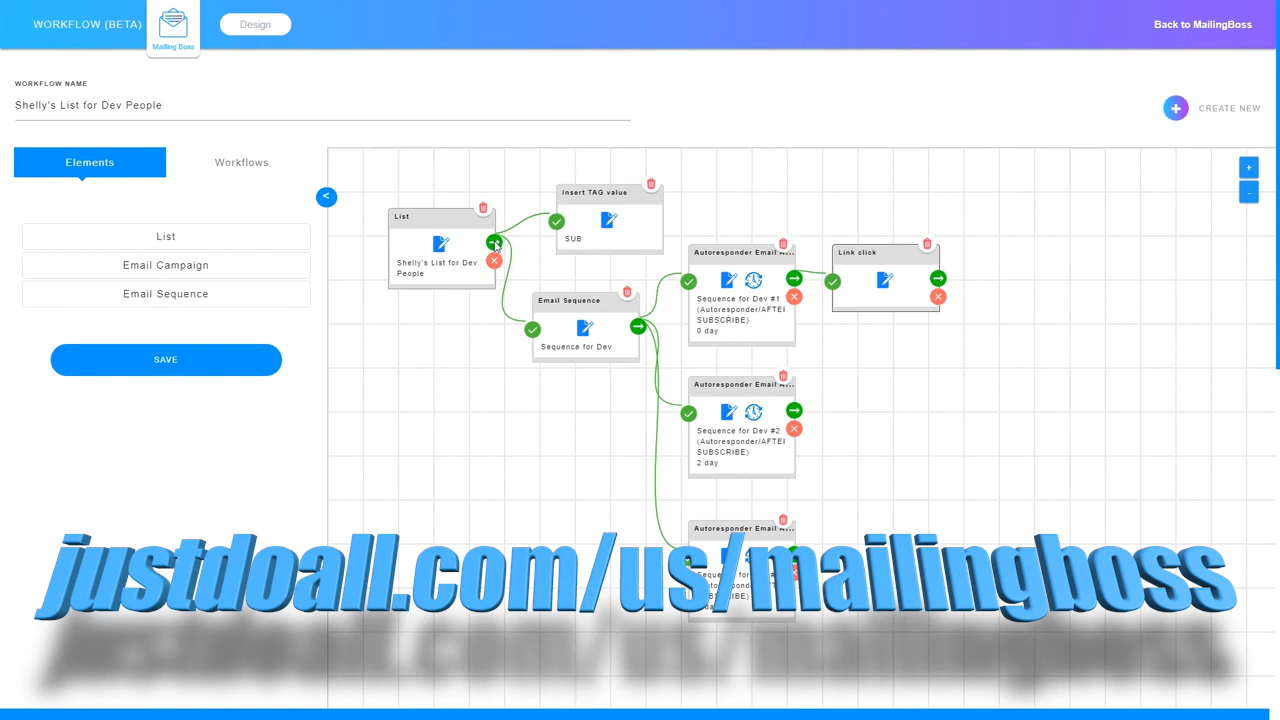 WORKFLOW (BETA)
Mailing Boss
Design
Back to MailingBoss
WORKFLOW NAME
Shelly's List for Dev People
CREATE NEW
Elements
Workflows
<
+
-
List
Email Campaign
Email Sequence
SAVE
List
Shelly's List for Dev
People
Insert TAG value
SUB
Email Sequence
Sequence for Dev
Autoresponder Email A...
Sequence for Dev #1
(Autoresponder/AFTE
SUBSCRIBE)
0 day
Link click
Autoresponder Email A...
Sequence for Dev #2
(Autoresponder/AFTE
SUBSCRIBE)
2 day
Autoresponder Email A...
justdoall.com/us/mailingboss